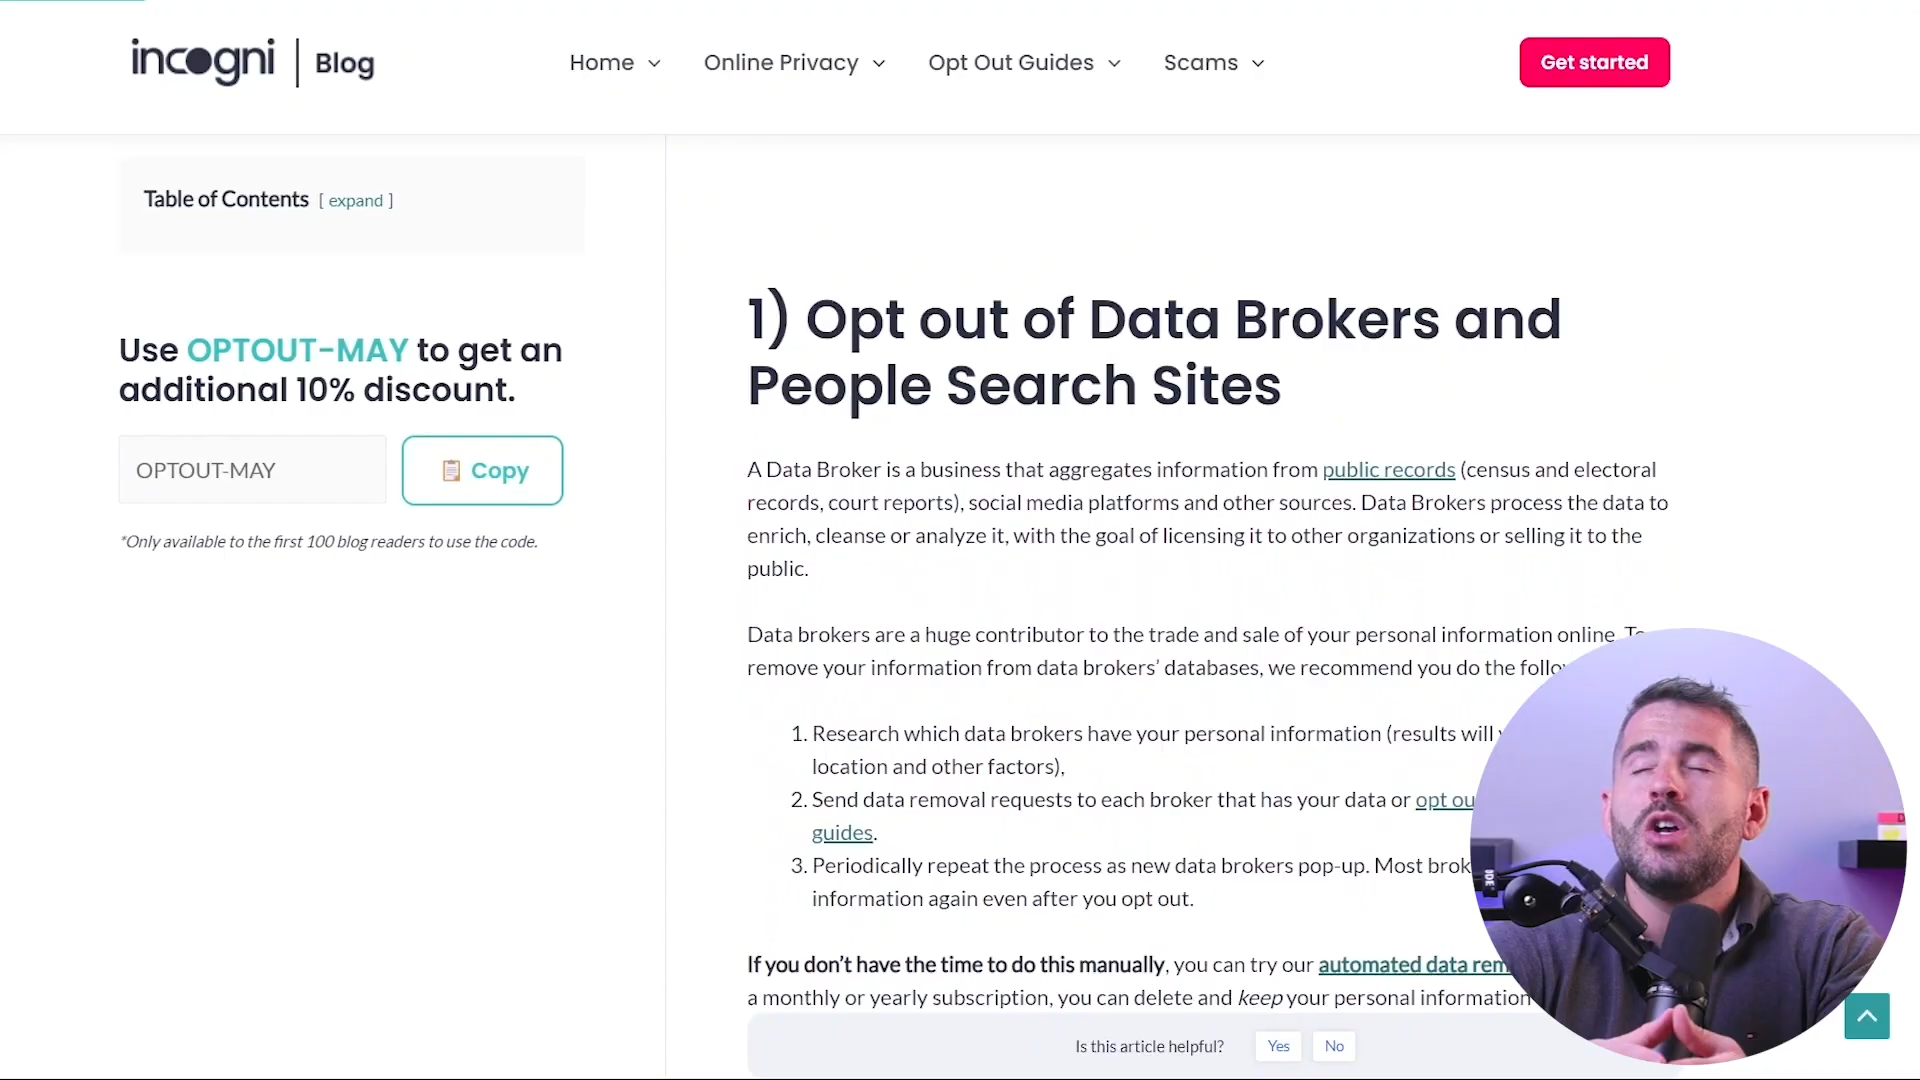 incogni | Blog
Home
Online Privacy
Opt Out Guides
Scams
Get started
Table of Contents [ expand ]
Use OPTOUT-MAY to get an
additional 10% discount.
OPTOUT-MAY
Copy
*Only available to the first 100 blog readers to use the code.
1) Opt out of Data Brokers and
People Search Sites
A Data Broker is a business that aggregates information from public records (census and electoral
records, court reports), social media platforms and other sources. Data Brokers process the data to
enrich, cleanse or analyze it, with the goal of licensing it to other organizations or selling it to the
public.
Data brokers are a huge contributor to the trade and sale of your personal information online. To
remove your information from data brokers’ databases, we recommend you do the
1. Research which data brokers have your personal information (results will
location and other factors),
2. Send data removal requests to each broker that has your data or opt
guides.
3. Periodically repeat the process as new data brokers pop-up. Most
information again even after you opt out.
If you don’t have the time to do this manually, you can try our automated data
a monthly or yearly subscription, you can delete and keep your personal information
Is this article helpful?
Yes
No